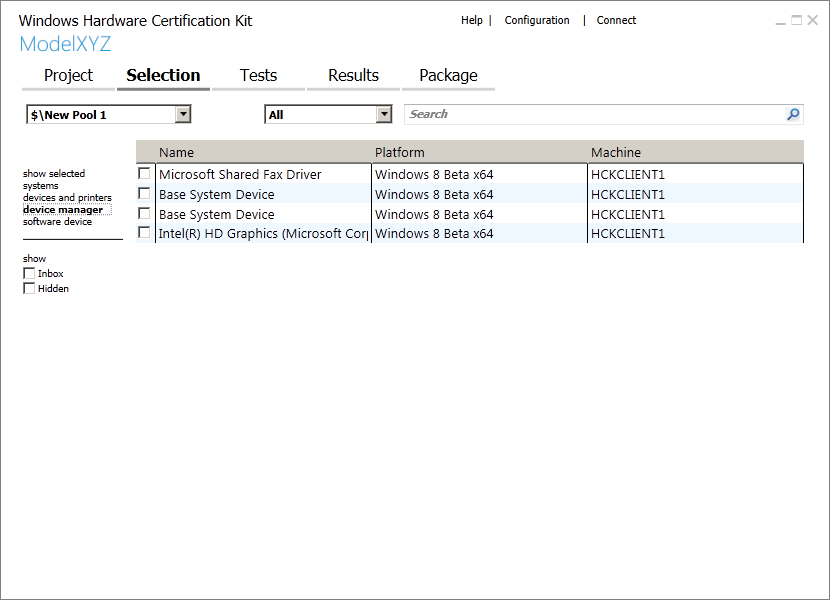 Windows Hardware Certification Kit
Help | Configuration | Connect
ModelXYZ
Project Selection Tests Results Package
$\New Pool 1 All Search
Name Platform Machine
Microsoft Shared Fax Driver Windows 8 Beta x64 HCKCLIENT1
Base System Device Windows 8 Beta x64 HCKCLIENT1
Base System Device Windows 8 Beta x64 HCKCLIENT1
Intel(R) HD Graphics (Microsoft Corp Windows 8 Beta x64 HCKCLIENT1
show selected
systems
devices and printers
device manager
software device
show
Inbox
Hidden